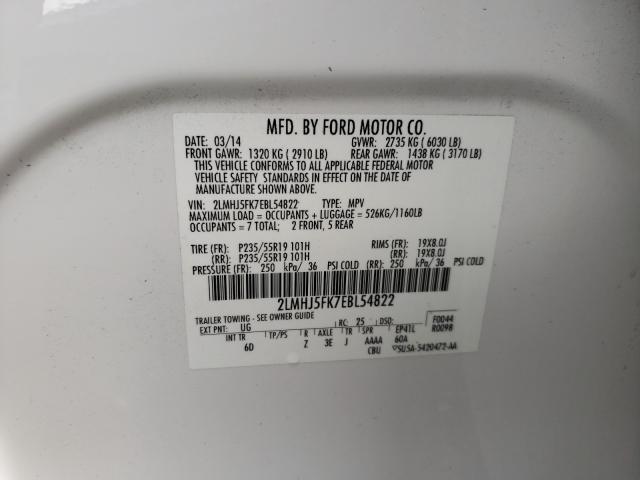 MFD. BY FORD MOTOR CO.
DATE: 03/14 GVWR: 2735 KG ( 6030 LB)
FRONT GAWR: 1320 KG ( 2910 LB) REAR GAWR: 1438 KG ( 3170 LB)
THIS VEHICLE CONFORMS TO ALL APPLICABLE FEDERAL MOTOR
VEHICLE SAFETY STANDARDS IN EFFECT ON THE DATE OF
MANUFACTURE SHOWN ABOVE.
VIN: 2LMHJ5FK7EBL54822 TYPE: MPV
MAXIMUM LOAD = OCCUPANTS + LUGGAGE = 526KG/1160LB
OCCUPANTS = 7 TOTAL; 2 FRONT, 5 REAR
TIRE (FR): P235/55R19 101H RIMS (FR): 19X8.0J
(RR): P235/55R19 101H (RR): 19X8.0J
PRESSURE (FR): 250 kPa/ 36 PSI COLD (RR): 250 kPa/ 36 PSI COLD
2LMHJ5FK7EBL54822
TRAILER TOWING - SEE OWNER GUIDE
EXT PNT: UG RC: 25 DSO: F0044
INT TR TP/PS R AXLE TR SPR EP41L R0098
6D Z 3E J AAAA 60A
CBU 5U5A-5420472-AA